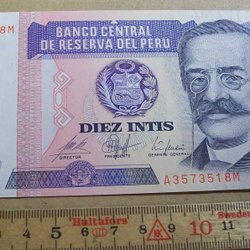 8M
BANCO CENTRAL
DE RESERVA DEL PERU
DIEZ INTIS
DIRECTOR
PRESIDENTE
GERENTE GENERAL
A3573518M
4 5 6 7 8 9 10 11
Hultafors